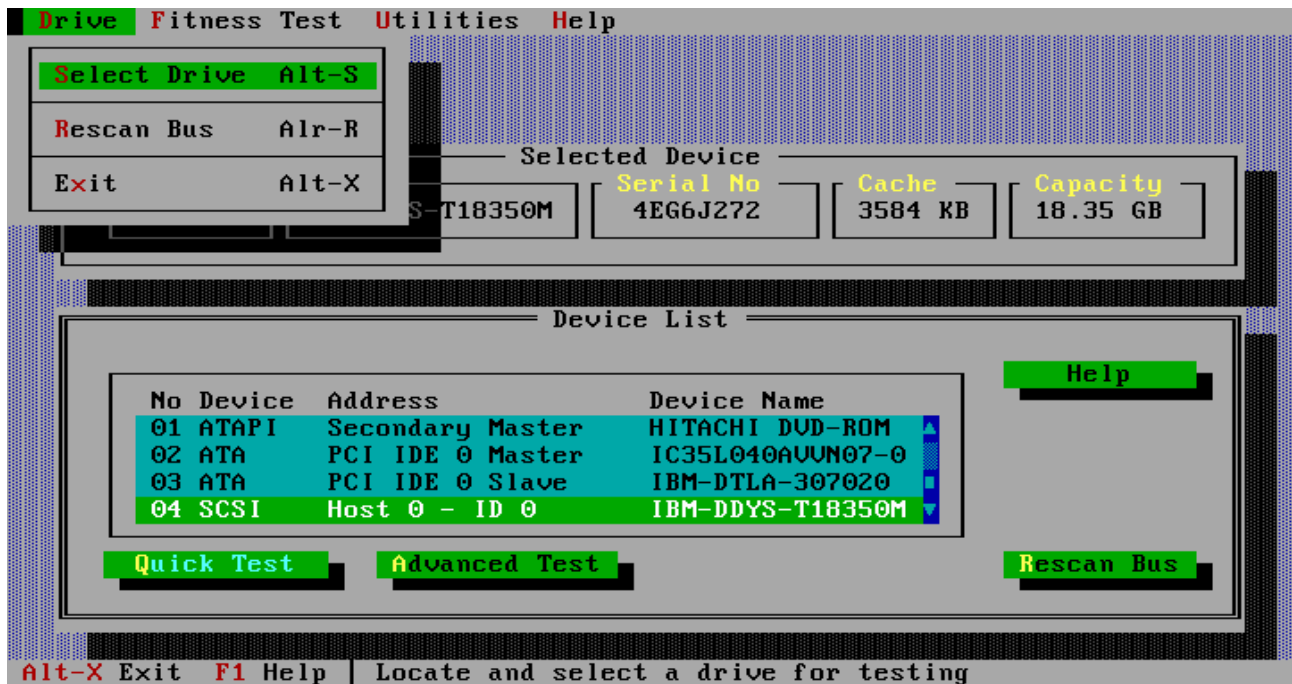 Drive Fitness Test Utilities Help
Select Drive Alt-S
Rescan Bus Alr-R
Exit Alt-X
Selected Device
Serial No Cache Capacity
S-T18350M 4EG6J272 3584 KB 18.35 GB
Device List
Help
No Device Address Device Name
01 ATAPI Secondary Master HITACHI DVD-ROM
02 ATA PCI IDE 0 Master IC35L040AVVN07-0
03 ATA PCI IDE 0 Slave IBM-DTLA-307020
04 SCSI Host 0 - ID 0 IBM-DDYS-T18350M
Quick Test Advanced Test Rescan Bus
Alt-X Exit F1 Help Locate and select a drive for testing